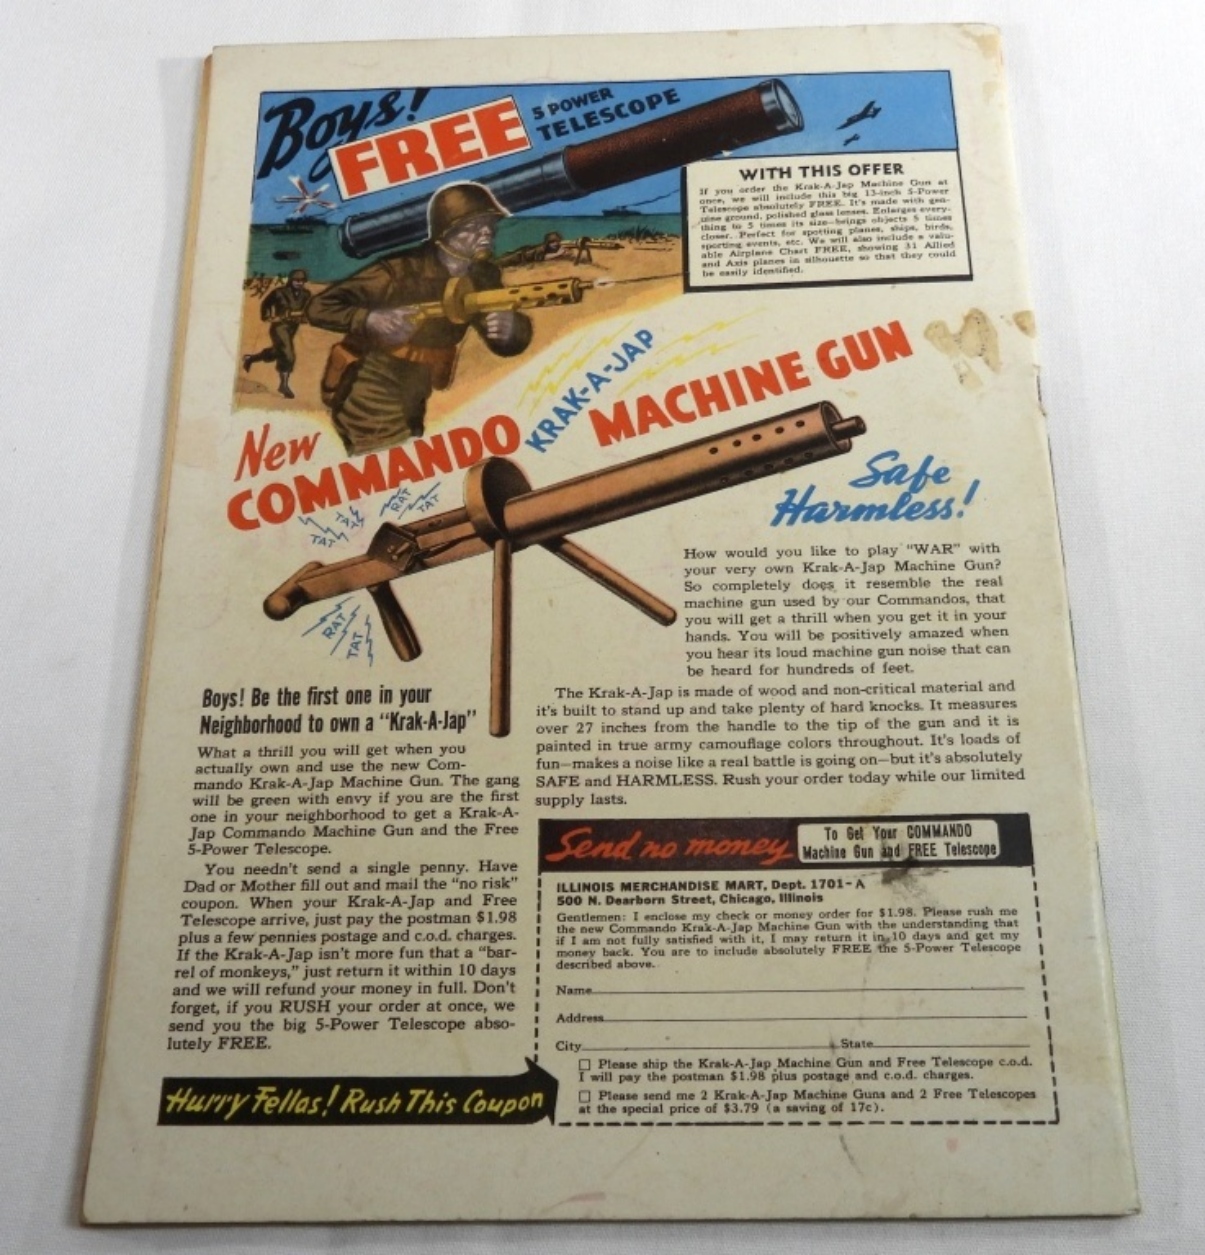 Boys!
FREE
5 POWER
TELESCOPE
WITH THIS OFFER
If you order the Krak-A-Jap Machine Gun at
once, we will include this big 13-inch 5-Power
Telescope absolutely FREE. It's made with gen-
uine ground, polished glass lenses. Enlarges every-
thing to 5 times its size—brings objects 5 times
closer. Perfect for spotting planes, ships, birds,
sporting events, etc. We will also include a valu-
able Airplane Chart FREE, showing 31 Allied
and Axis planes in silhouette so that they could
be easily identified.
New
COMMANDO
KRAK-A-JAP
MACHINE GUN
Safe
Harmless!
TAT
TAT
RAT
TAT
RAT
TAT
How would you like to play "WAR" with
your very own Krak-A-Jap Machine Gun?
So completely does it resemble the real
machine gun used by our Commandos, that
you will get a thrill when you get it in your
hands. You will be positively amazed when
you hear its loud machine gun noise that can
be heard for hundreds of feet.
The Krak-A-Jap is made of wood and non-critical material and
it's built to stand up and take plenty of hard knocks. It measures
over 27 inches from the handle to the tip of the gun and it is
painted in true army camouflage colors throughout. It's loads of
fun—makes a noise like a real battle is going on—but it's absolutely
SAFE and HARMLESS. Rush your order today while our limited
supply lasts.
Boys! Be the first one in your
Neighborhood to own a "Krak-A-Jap"
What a thrill you will get when you
actually own and use the new Com-
mando Krak-A-Jap Machine Gun. The gang
will be green with envy if you are the first
one in your neighborhood to get a Krak-A-
Jap Commando Machine Gun and the Free
5-Power Telescope.
You needn't send a single penny. Have
Dad or Mother fill out and mail the "no risk"
coupon. When your Krak-A-Jap and Free
Telescope arrive, just pay the postman $1.98
plus a few pennies postage and c.o.d. charges.
If the Krak-A-Jap isn't more fun that a "bar-
rel of monkeys," just return it within 10 days
and we will refund your money in full. Don't
forget, if you RUSH your order at once, we
send you the big 5-Power Telescope abso-
lutely FREE.
Hurry Fellas! Rush This Coupon
Send no money
To Get Your COMMANDO
Machine Gun and FREE Telescope
ILLINOIS MERCHANDISE MART, Dept. 1701-A
500 N. Dearborn Street, Chicago, Illinois
Gentlemen: I enclose my check or money order for $1.98. Please rush me
the new Commando Krak-A-Jap Machine Gun with the understanding that
if I am not fully satisfied with it, I may return it in 10 days and get my
money back. You are to include absolutely FREE the 5-Power Telescope
described above.
Name
Address
City State
Please ship the Krak-A-Jap Machine Gun and Free Telescope c.o.d.
I will pay the postman $1.98 plus postage and c.o.d. charges.
Please send me 2 Krak-A-Jap Machine Guns and 2 Free Telescopes
at the special price of $3.79 (a saving of 17c).